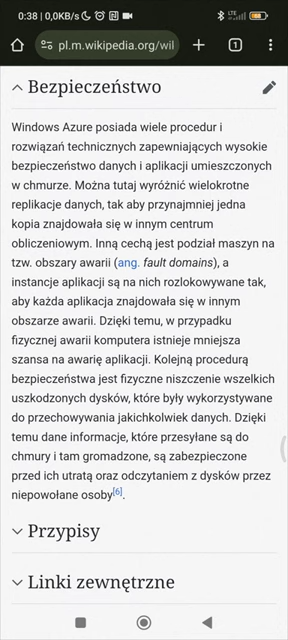 0:38 | 0,0KB/s
LTE
pl.m.wikipedia.org/wil
1
Bezpieczeństwo
Windows Azure posiada wiele procedur i
rozwiązań technicznych zapewniających wysokie
bezpieczeństwo danych i aplikacji umieszczonych
w chmurze. Można tutaj wyróżnić wielokrotne
replikacje danych, tak aby przynajmniej jedna
kopia znajdowała się w innym centrum
obliczeniowym. Inną cechą jest podział maszyn na
tzw. obszary awarii (ang. fault domains), a
instancje aplikacji są na nich rozlokowywane tak,
aby każda aplikacja znajdowała się w innym
obszarze awarii. Dzięki temu, w przypadku
fizycznej awarii komputera istnieje mniejsza
szansa na awarię aplikacji. Kolejną procedurą
bezpieczeństwa jest fizyczne niszczenie wszelkich
uszkodzonych dysków, które były wykorzystywane
do przechowywania jakichkolwiek danych. Dzięki
temu dane informacje, które przesyłane są do
chmury i tam gromadzone, są zabezpieczone
przed ich utratą oraz odczytaniem z dysków przez
niepowołane osoby[6].
Przypisy
Linki zewnętrzne